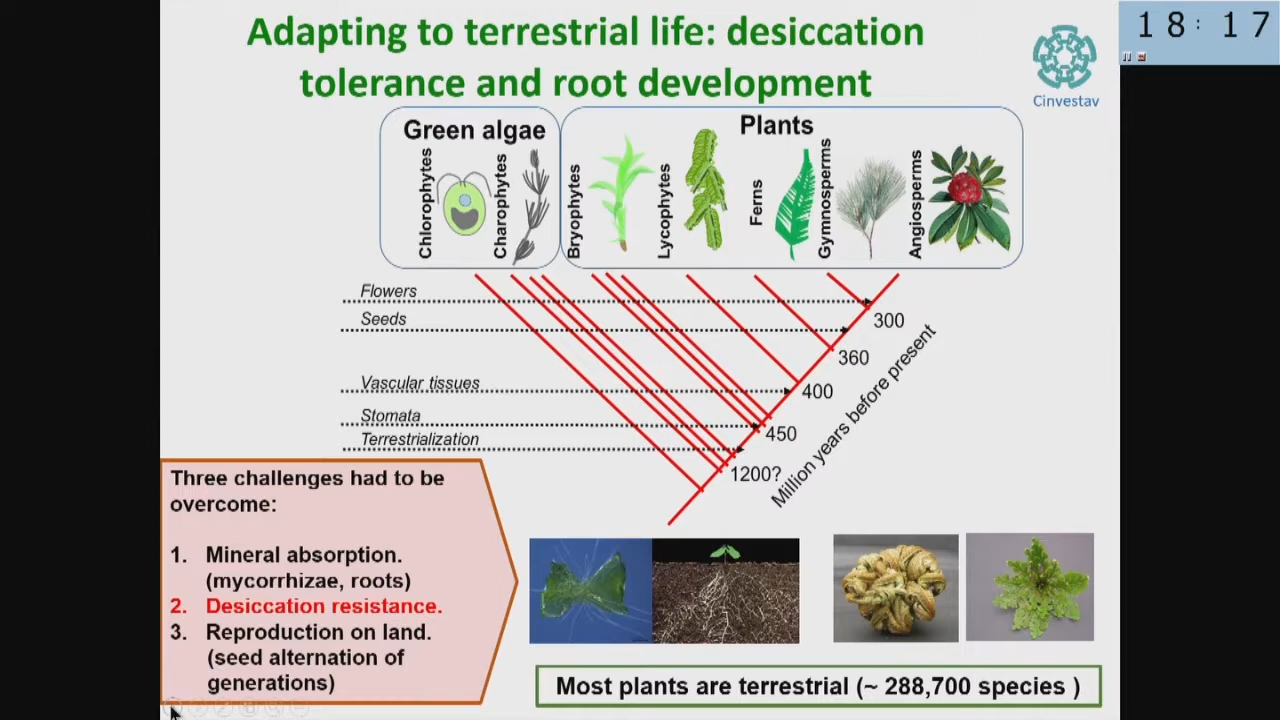 Adapting to terrestrial life: desiccation
tolerance and root development
18:17
Cinvestav
Green algae
Plants
Chlorophytes
Charophytes
Bryophytes
Lycophytes
Ferns
Gymnosperms
Angiosperms
Flowers
Seeds
Vascular tissues
Stomata
Terrestrialization
300
360
400
450
1200?
Million years before present
Three challenges had to be
overcome:
1. Mineral absorption.
(mycorrhizae, roots)
2. Desiccation resistance.
3. Reproduction on land.
(seed alternation of
generations)
Most plants are terrestrial (~ 288,700 species )